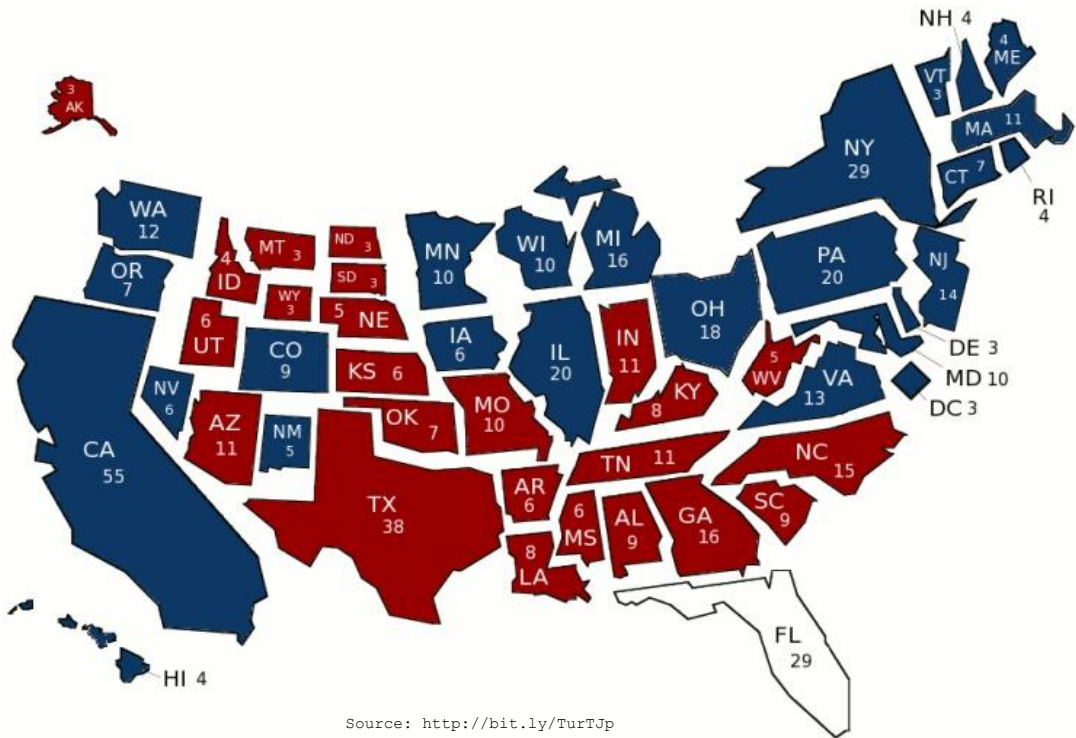 NH 4
4
ME
VT
3
3
AK
MA 11
NY
29
CT 7
RI
4
WA
12
MT 3
ND 3
MN
10
WI
10
MI
16
PA
20
NJ
14
OR
7
4
ID
SD 3
WY
3
5 NE
OH
18
6
UT
CO
9
IA
6
IL
20
IN
11
DE 3
MD 10
DC 3
5
WV
VA
13
NV
6
KS 6
KY
8
AZ
11
NM
5
OK
7
MO
10
CA
55
TN 11
NC
15
TX
38
AR
6
6
MS
AL
9
GA
16
SC
9
8
LA
FL
29
HI 4
Source: http://bit.ly/TurTJp